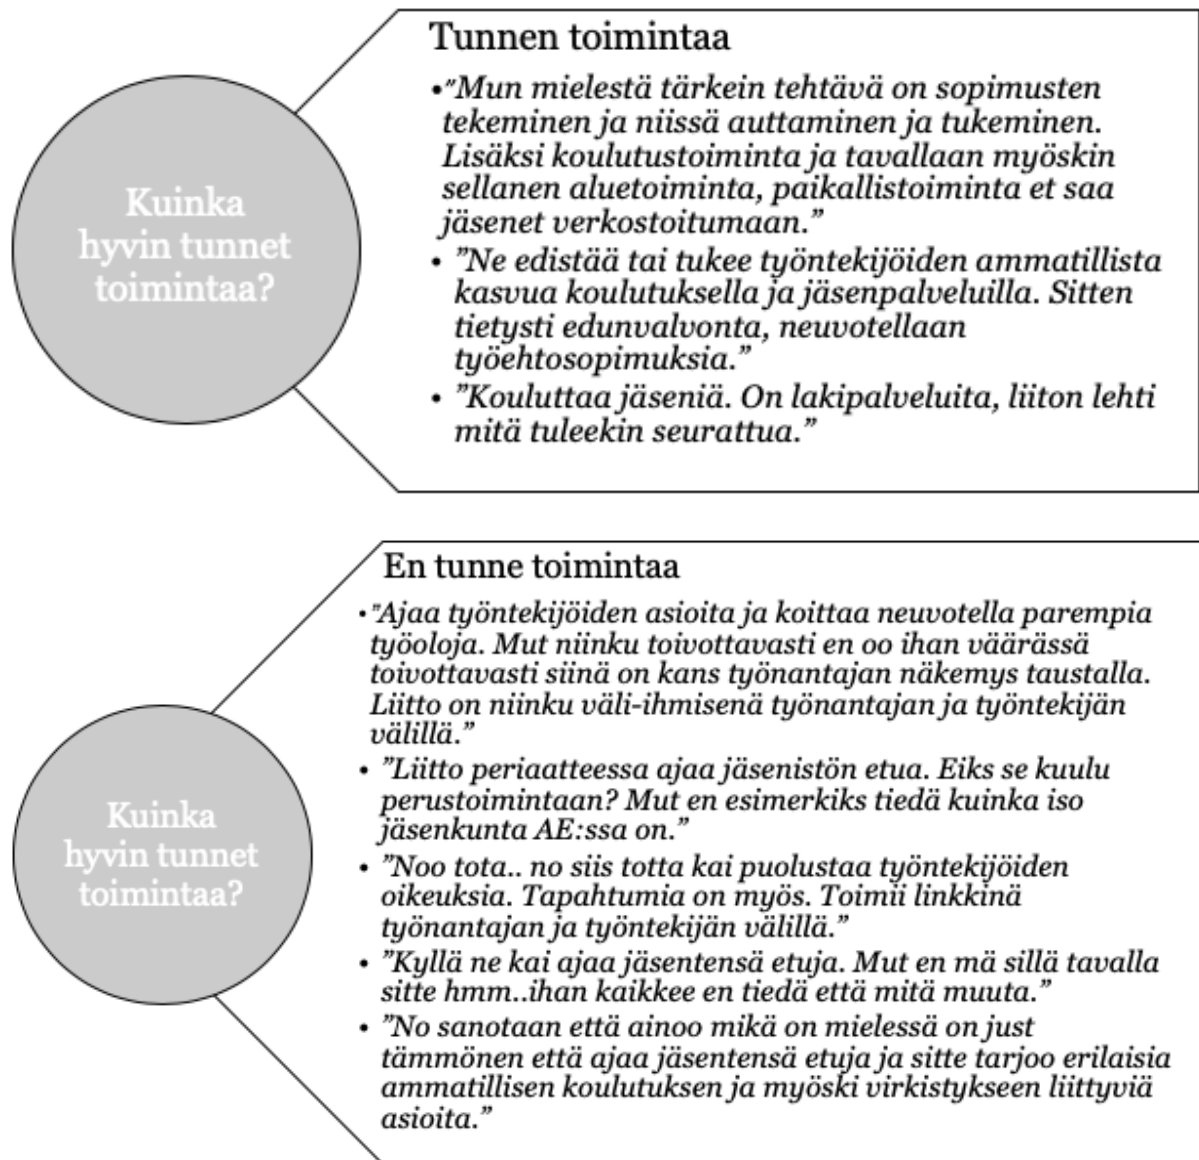 Kuinka
hyvin tunnet
toimintaa?
Tunnen toimintaa
•"Mun mielestä tärkein tehtävä on sopimusten
tekeminen ja niissä auttaminen ja tukeminen.
Lisäksi koulutustoiminta ja tavallaan myöskin
sellanen aluetoiminta, paikallistoiminta et saa
jäsenet verkostoitumaan.”
• ”Ne edistää tai tukee työntekijöiden ammatillista
kasvua koulutuksella ja jäsenpalveluilla. Sitten
tietysti edunvalvonta, neuvotellaan
työehtosopimuksia.”
• ”Kouluttaa jäseniä. On lakipalveluita, liiton lehti
mitä tuleekin seurattua.”
Kuinka
hyvin tunnet
toimintaa?
En tunne toimintaa
• "Ajaa työntekijöiden asioita ja koittaa neuvotella parempia
työoloja. Mut niinku toivottavasti en oo ihan väärässä
toivottavasti siinä on kans työnantajan näkemys taustalla.
Liitto on niinku väli-ihmisenä työnantajan ja työntekijän
välillä.”
• ”Liitto periaatteessa ajaa jäsenistön etua. Eiks se kuulu
perustoimintaan? Mut en esimerkiks tiedä kuinka iso
jäsenkunta AE:ssa on.”
• ”Noo tota.. no siis totta kai puolustaa työntekijöiden
oikeuksia. Tapahtumia on myös. Toimii linkkinä
työnantajan ja työntekijän välillä.”
• ”Kyllä ne kai ajaa jäsentensä etuja. Mut en mä sillä tavalla
sitte hmm..ihan kaikkee en tiedä että mitä muuta.”
• ”No sanotaan että ainoo mikä on mielessä on just
tämmönen että ajaa jäsentensä etuja ja sitte tarjoo erilaisia
ammatillisen koulutuksen ja myöski virkistykseen liittyviä
asioita.”